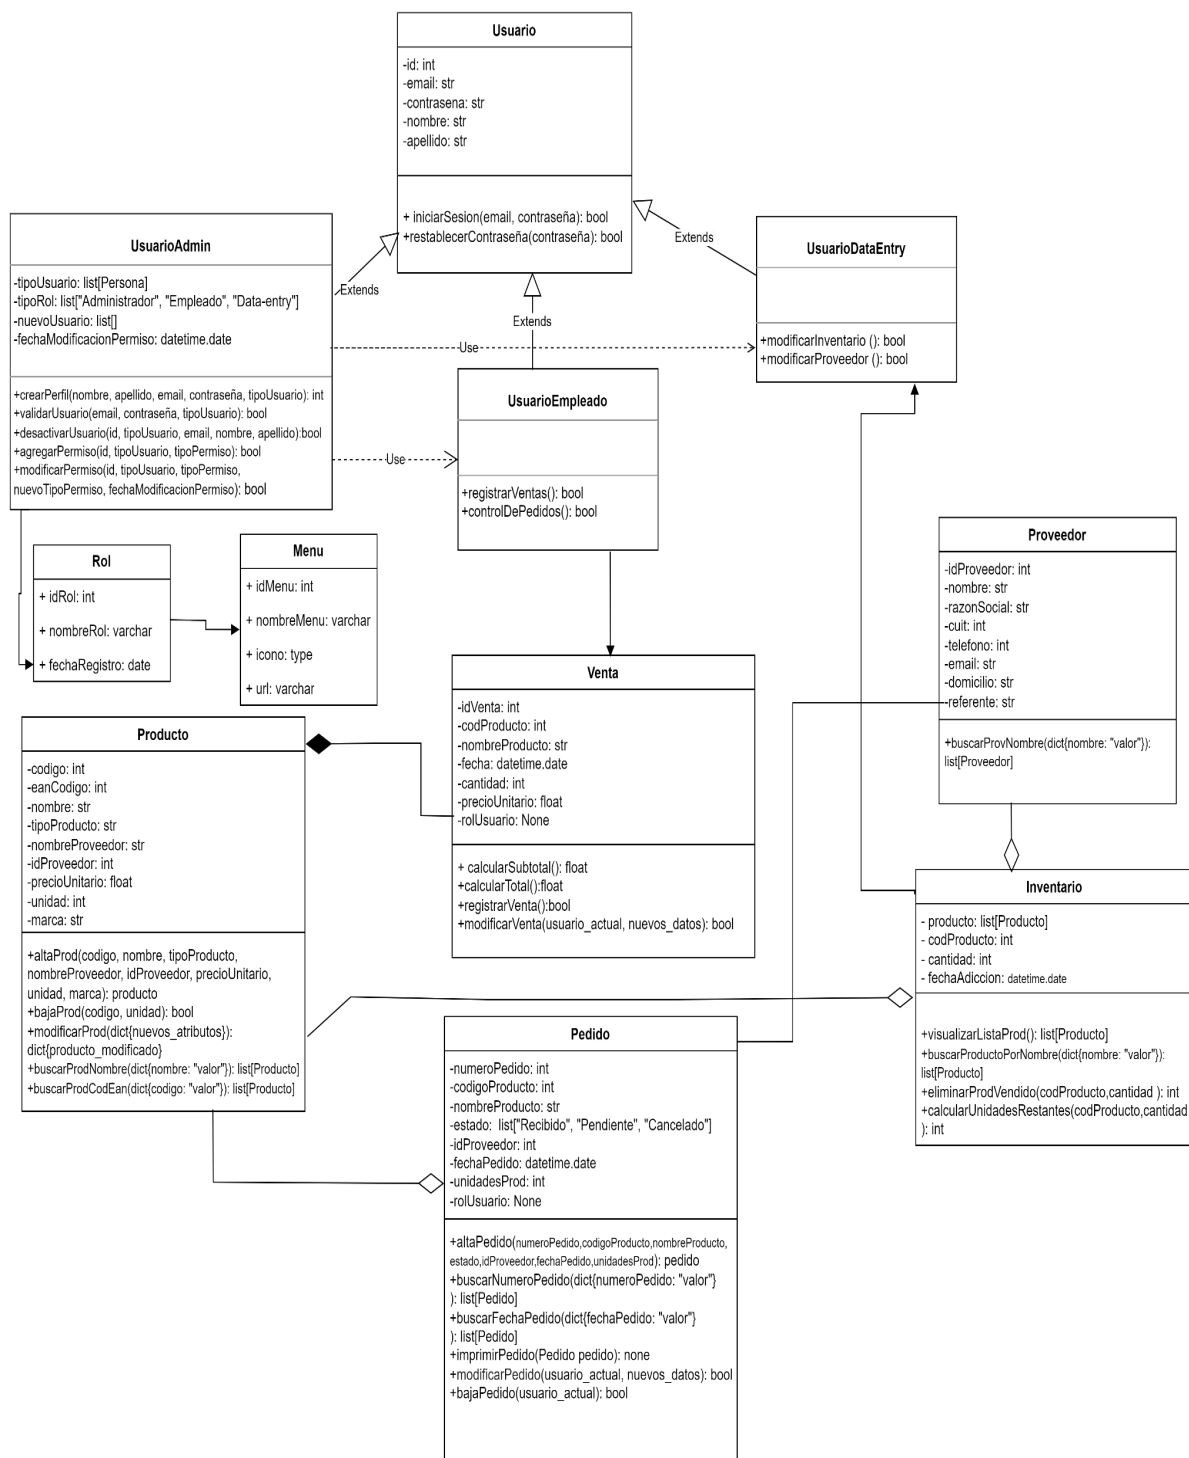 Usuario
-id: int
-email: str
-contrasena: str
-nombre: str
-apellido: str
+ iniciarSesion(email, contraseña): bool
+restablecerContraseña(contraseña): bool
UsuarioAdmin
-tipoUsuario: list[Persona]
-tipoRol: list["Administrador", "Empleado", "Data-entry"]
-nuevoUsuario: list[]
-fechaModificacionPermiso: datetime.date
+crearPerfil(nombre, apellido, email, contraseña, tipoUsuario): int
+validarUsuario(email, contraseña, tipoUsuario): bool
+desactivarUsuario(id, tipoUsuario, email, nombre, apellido):bool
+agregarPermiso(id, tipoUsuario, tipoPermiso): bool
+modificarPermiso(id, tipoUsuario, tipoPermiso,
nuevoTipoPermiso, fechaModificacionPermiso): bool
Extends
Extends
Extends
Use
Use
UsuarioDataEntry
+modificarInventario (): bool
+modificarProveedor (): bool
UsuarioEmpleado
+registrarVentas(): bool
+controlDePedidos(): bool
Rol
+ idRol: int
+ nombreRol: varchar
+ fechaRegistro: date
Menu
+ idMenu: int
+ nombreMenu: varchar
+ icono: type
+ url: varchar
Proveedor
-idProveedor: int
-nombre: str
-razonSocial: str
-cuit: int
-telefono: int
-email: str
-domicilio: str
-referente: str
+buscarProvNombre(dict{nombre: "valor"}):
list[Proveedor]
Venta
-idVenta: int
-codProducto: int
-nombreProducto: str
-fecha: datetime.date
-cantidad: int
-precioUnitario: float
-rolUsuario: None
+ calcularSubtotal(): float
+calcularTotal():float
+registrarVenta():bool
+modificarVenta(usuario_actual, nuevos_datos): bool
Producto
-codigo: int
-eanCodigo: int
-nombre: str
-tipoProducto: str
-nombreProveedor: str
-idProveedor: int
-precioUnitario: float
-unidad: int
-marca: str
+altaProd(codigo, nombre, tipoProducto,
nombreProveedor, idProveedor, precioUnitario,
unidad, marca): producto
+bajaProd(codigo, unidad): bool
+modificarProd(dict{nuevos_atributos}):
dict{producto_modificado}
+buscarProdNombre(dict{nombre: "valor"}): list[Producto]
+buscarProdCodEan(dict{codigo: "valor"}): list[Producto]
Inventario
- producto: list[Producto]
- codProducto: int
- cantidad: int
- fechaAdiccion: datetime.date
+visualizarListaProd(): list[Producto]
+buscarProductoPorNombre(dict{nombre: "valor"}):
list[Producto]
+eliminarProdVendido(codProducto,cantidad ): int
+calcularUnidadesRestantes(codProducto,cantidad
): int
Pedido
-numeroPedido: int
-codigoProducto: int
-nombreProducto: str
-estado: list["Recibido", "Pendiente", "Cancelado"]
-idProveedor: int
-fechaPedido: datetime.date
-unidadesProd: int
-rolUsuario: None
+altaPedido(numeroPedido,codigoProducto,nombreProducto,
estado,idProveedor,fechaPedido,unidadesProd): pedido
+buscarNumeroPedido(dict{numeroPedido: "valor"}
): list[Pedido]
+buscarFechaPedido(dict{fechaPedido: "valor"}
): list[Pedido]
+imprimirPedido(Pedido pedido): none
+modificarPedido(usuario_actual, nuevos_datos): bool
+bajaPedido(usuario_actual): bool